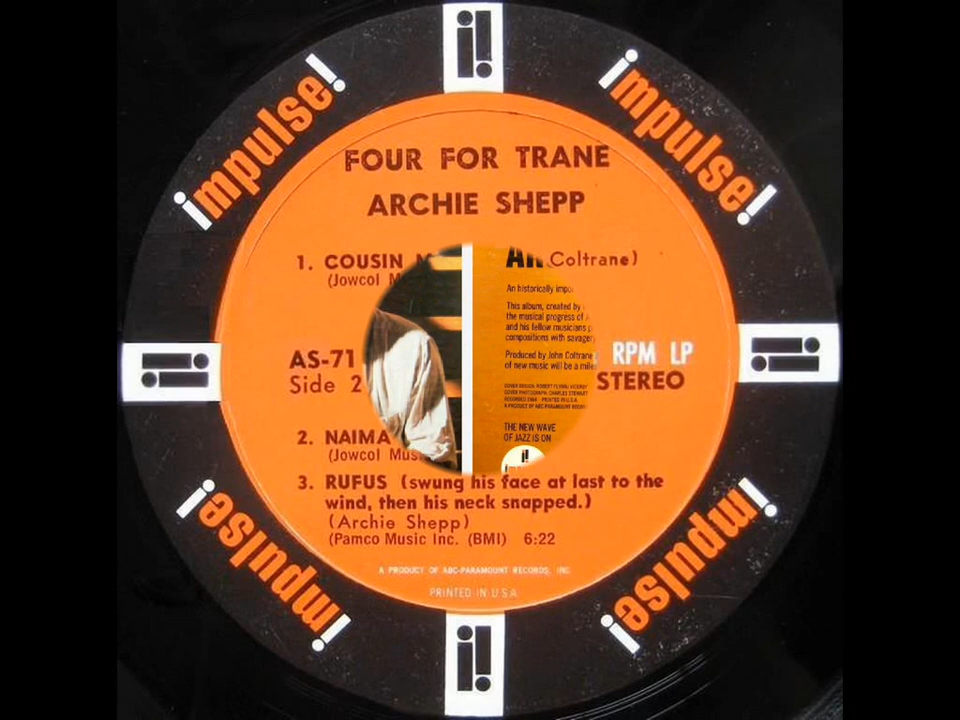 impulse!
impulse!
FOUR FOR TRANE
ARCHIE SHEPP
1. COUSIN
Coltrane)
(Jowcol
An historically
This album, created by
the musical progress of
and his fellow musicians
compositions with
Produced by John Coltrane
of new music will be a
AS-71
RPM LP
Side 2
STEREO
THE NEW WAVE
OF JAZZ IS ON
2. NAIMA
(Jowcol
3. RUFUS (swung his face at last to the
wind, then his neck snapped.)
(Archie Shepp)
(Pamco Music Inc. (BMI) 6:22
A PRODUCT OF ABC-PARAMOUNT RECORDS, INC.
PRINTED IN U.S.A.
impulse!
impulse!